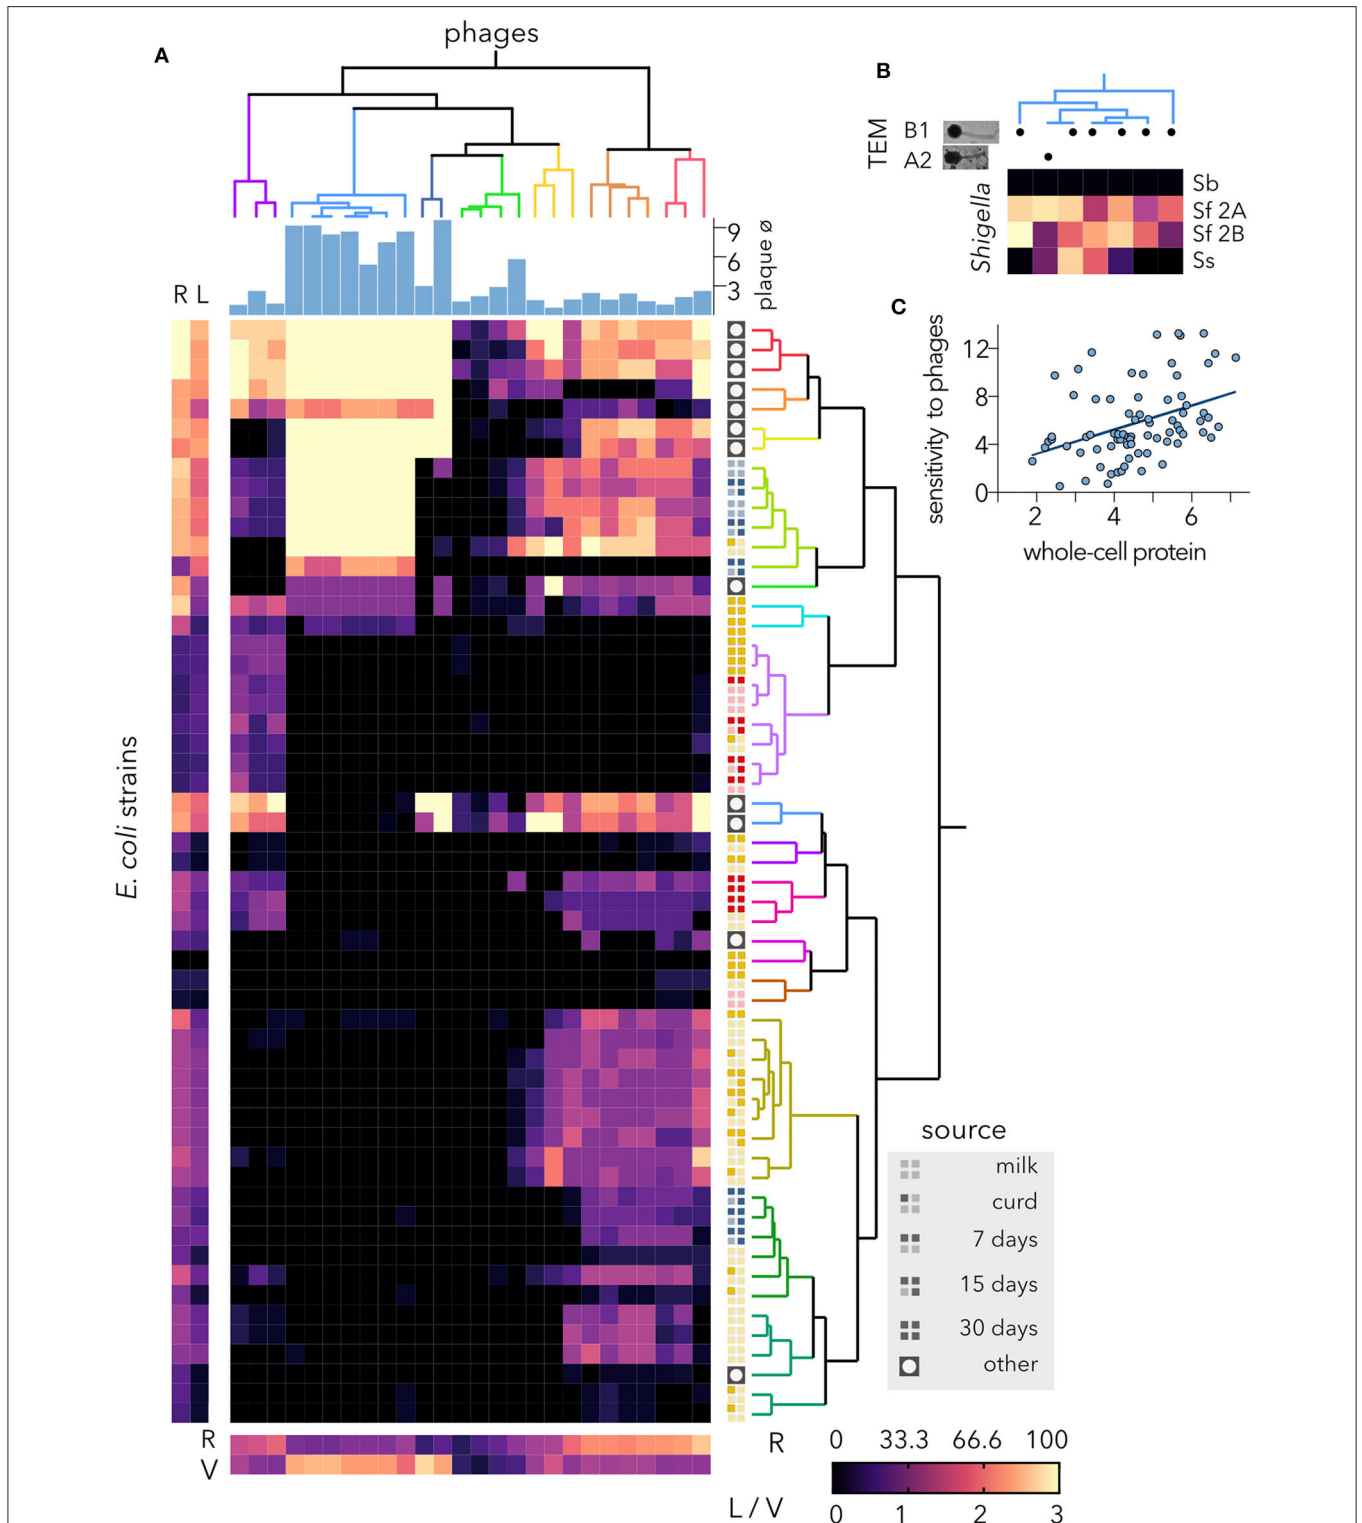 A
phages
9
6
3
plaque ø
R L
E. coli strains
R
V
B
TEM
B1
A2
Shigella
Sb
Sf 2A
Sf 2B
Ss
C
sensitivity to phages
12
8
4
0
2 4 6
whole-cell protein
source
milk
curd
7 days
15 days
30 days
other
R 0 33.3 66.6 100
L / V 0 1 2 3